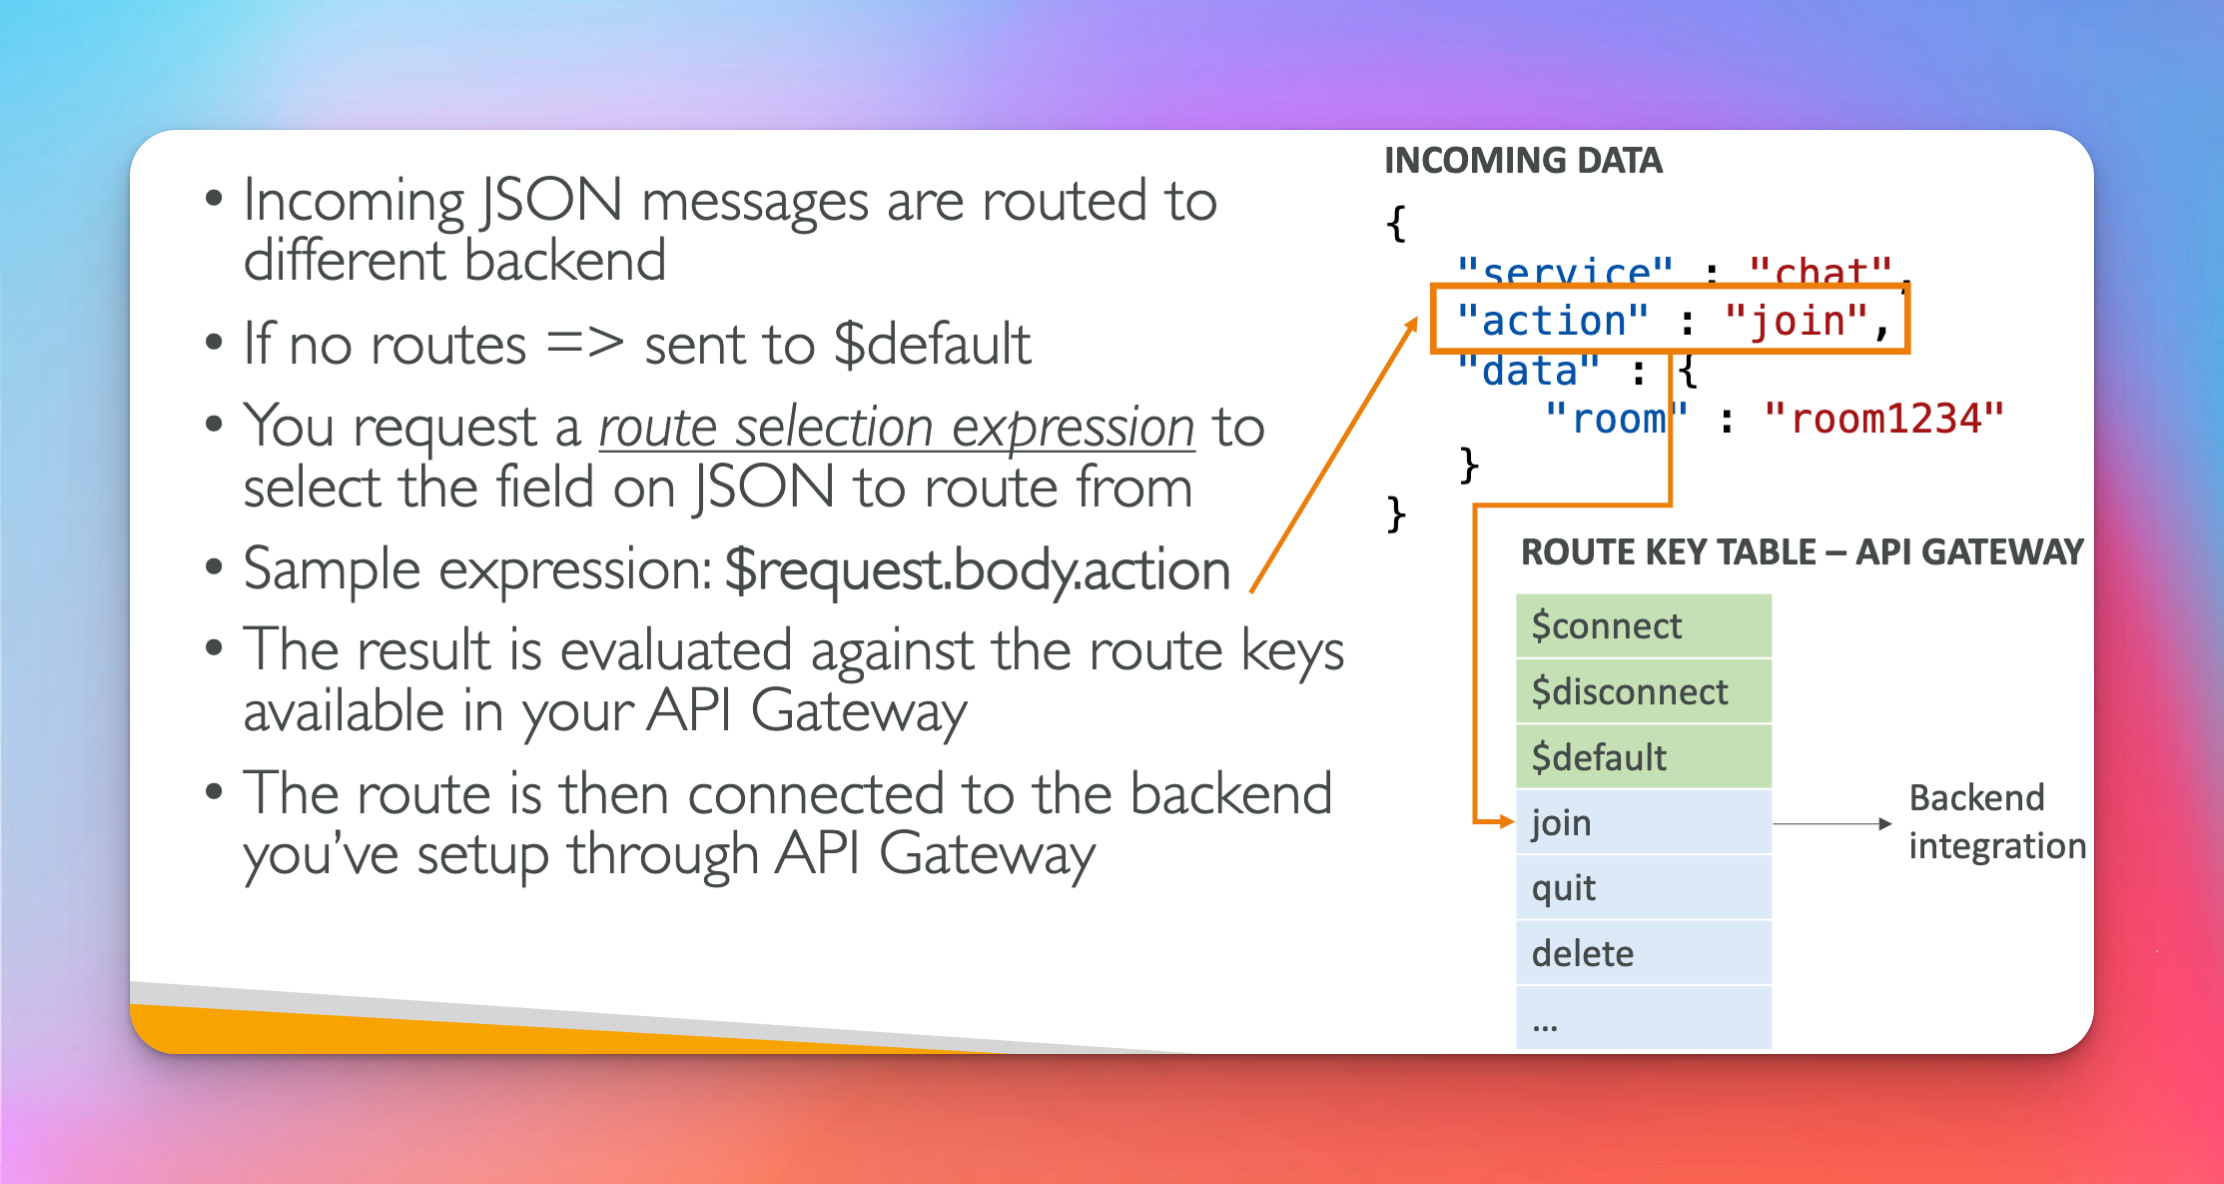 • Incoming JSON messages are routed to
different backend
• If no routes => sent to $default
• You request a route selection expression to
select the field on JSON to route from
• Sample expression: $request.body.action
• The result is evaluated against the route keys
available in your API Gateway
• The route is then connected to the backend
you've setup through API Gateway
INCOMING DATA
{
"service" : "chat",
"action" : "join",
"data" : {
"room" : "room1234"
}
}
ROUTE KEY TABLE – API GATEWAY
$connect
$disconnect
$default
join
quit
delete
...
Backend
integration